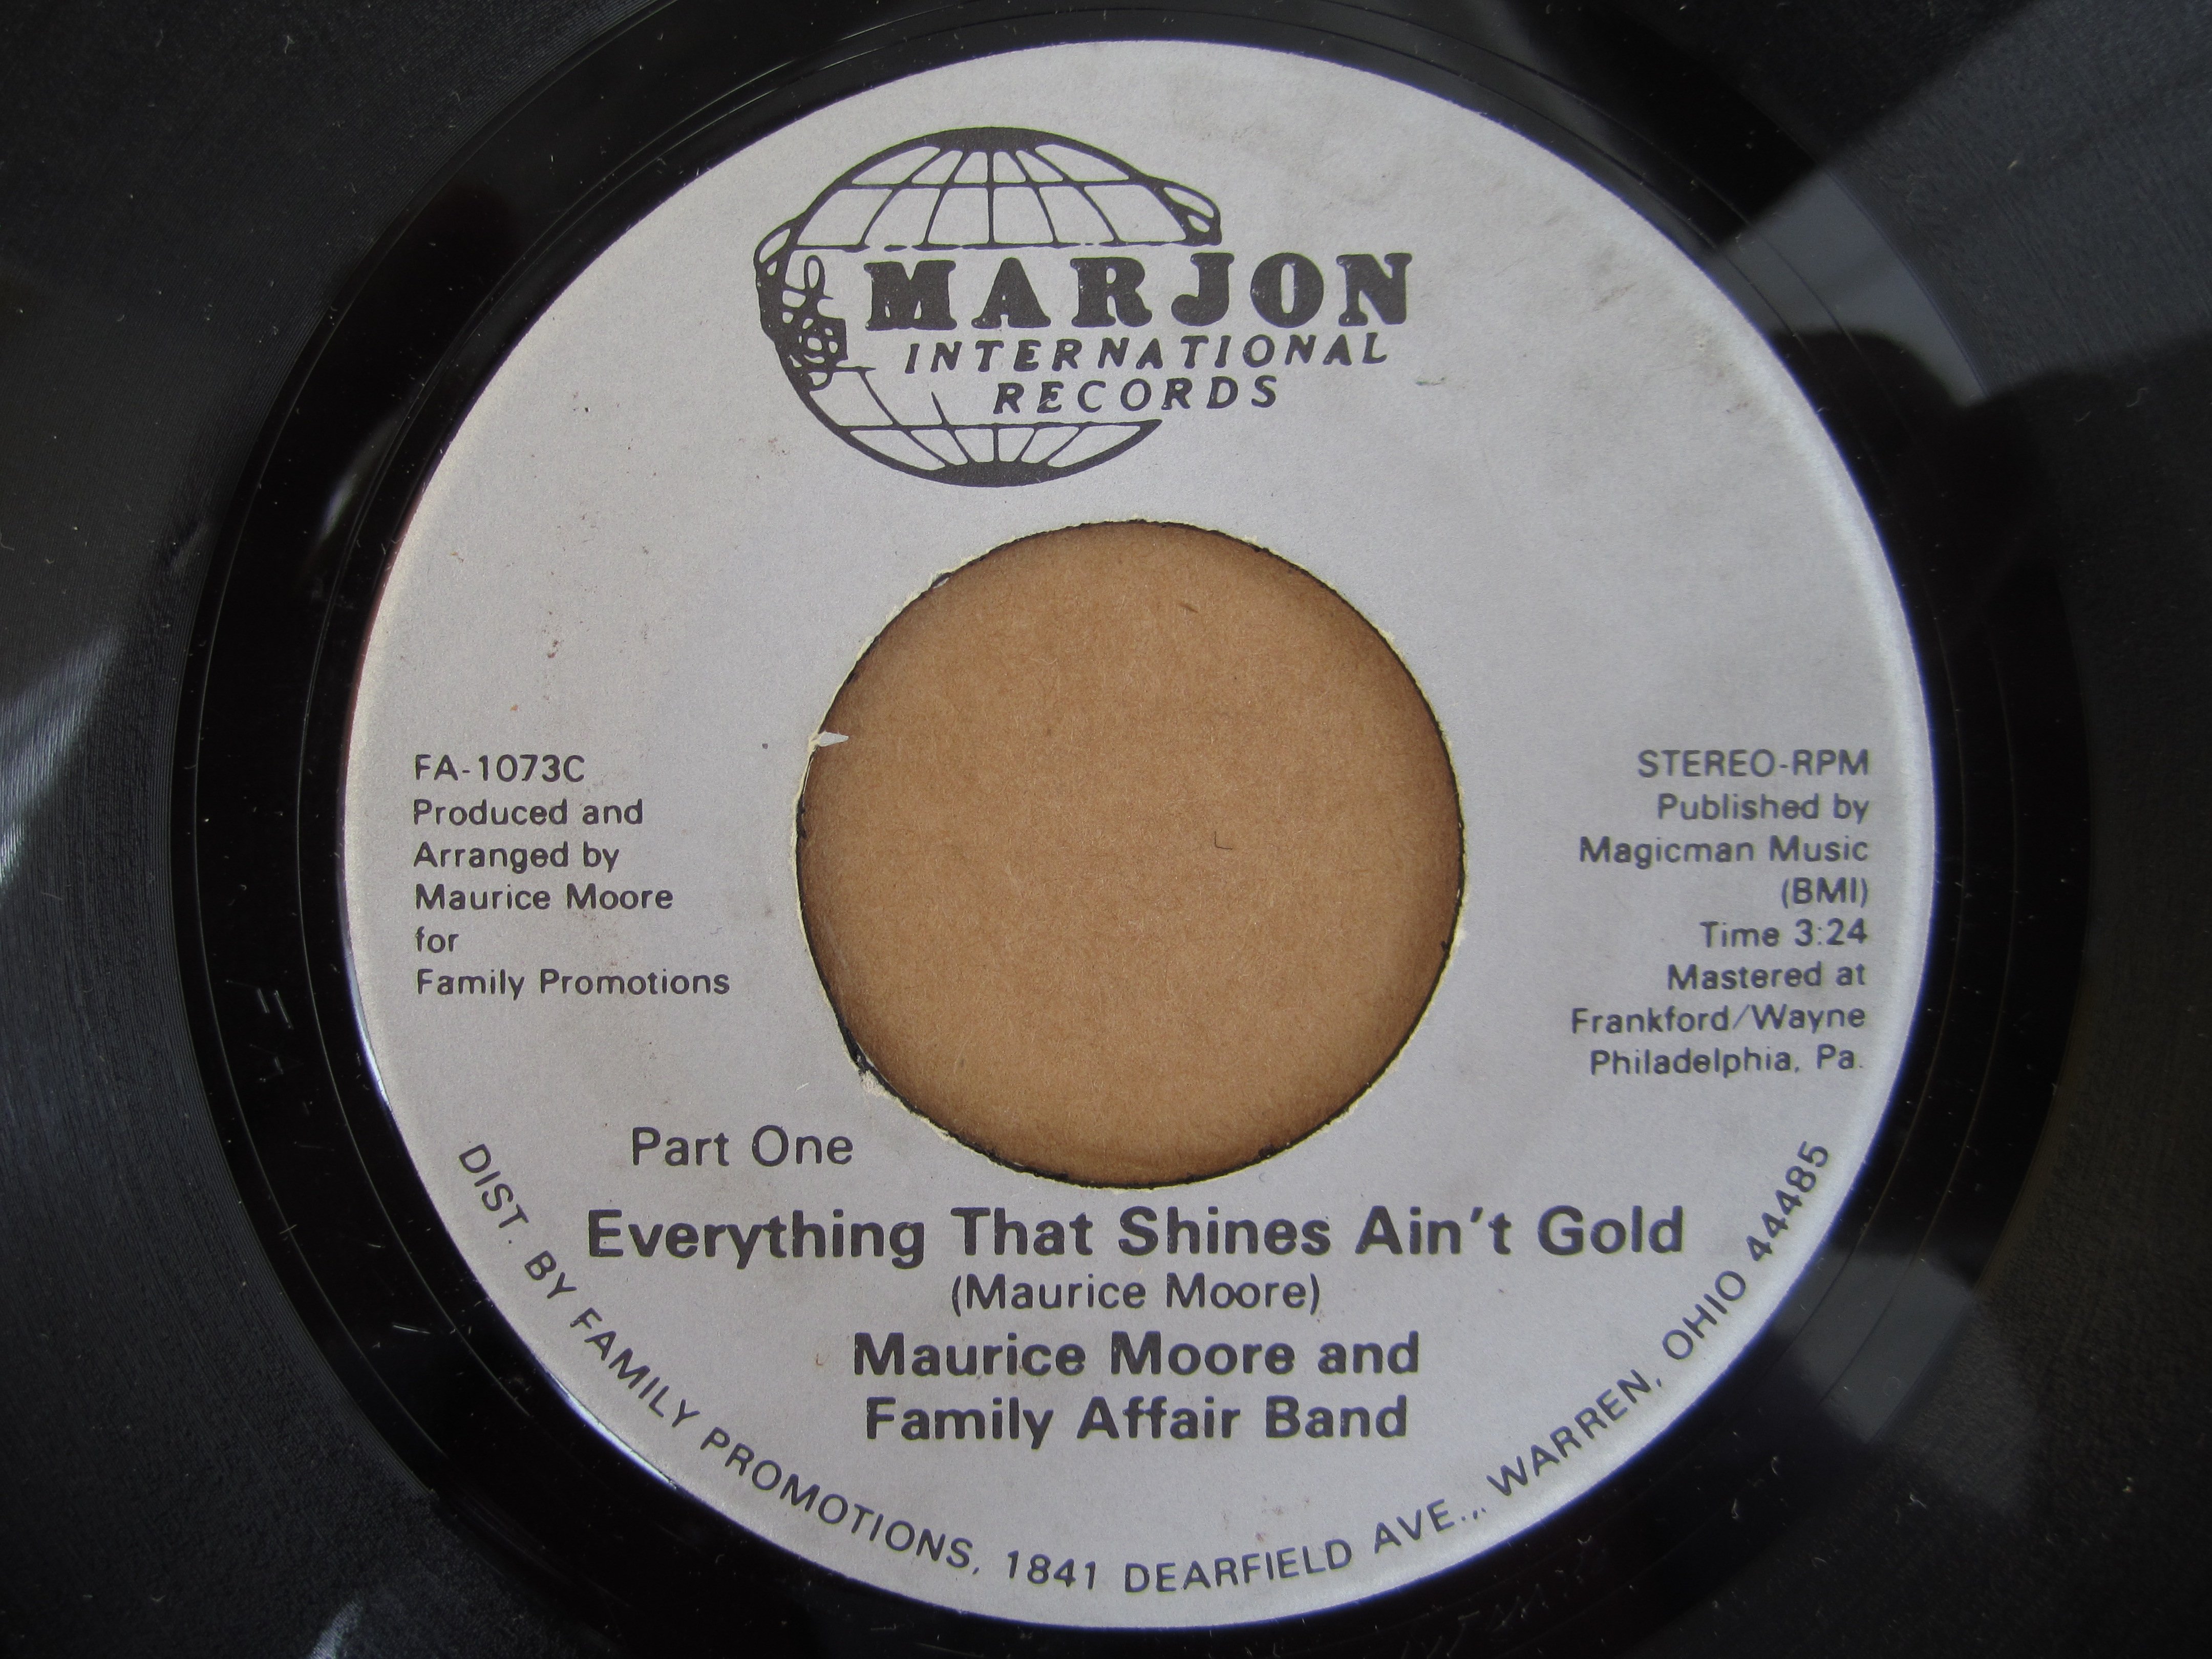 MARJON
INTERNATIONAL
RECORDS
FA-1073C
Produced and
Arranged by
Maurice Moore
for
Family Promotions
STEREO-RPM
Published by
Magicman Music
(BMI)
Time 3:24
Mastered at
Frankford/Wayne
Philadelphia, Pa.
Part One
Everything That Shines Ain't Gold
(Maurice Moore)
Maurice Moore and
Family Affair Band
DIST. BY FAMILY PROMOTIONS, 1841 DEARFIELD AVE.,, WARREN, OHIO 44485